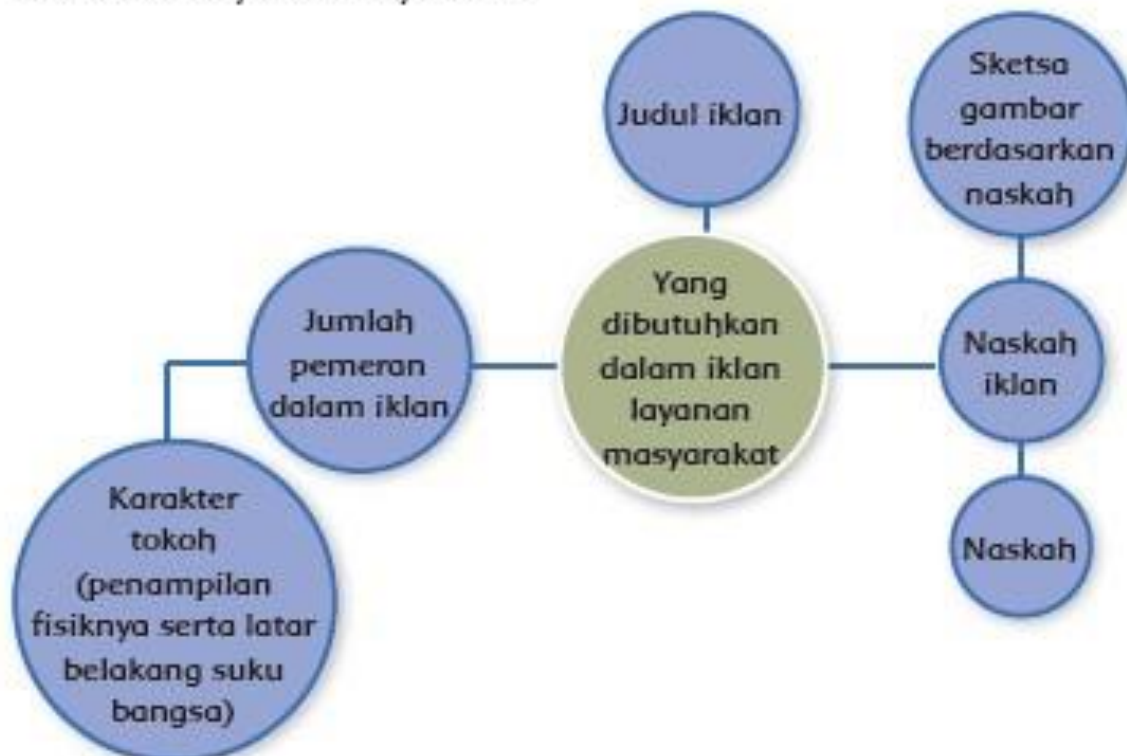 Judul iklan
Sketsa
gambar
berdasarkan
naskah
Yang
dibutuhkan
dalam iklan
layanan
masyarakat
Jumlah
pemeran
dalam iklan
Naskah
iklan
Karakter
tokoh
(penampilan
fisiknya serta latar
belakang suku
bangsa)
Naskah